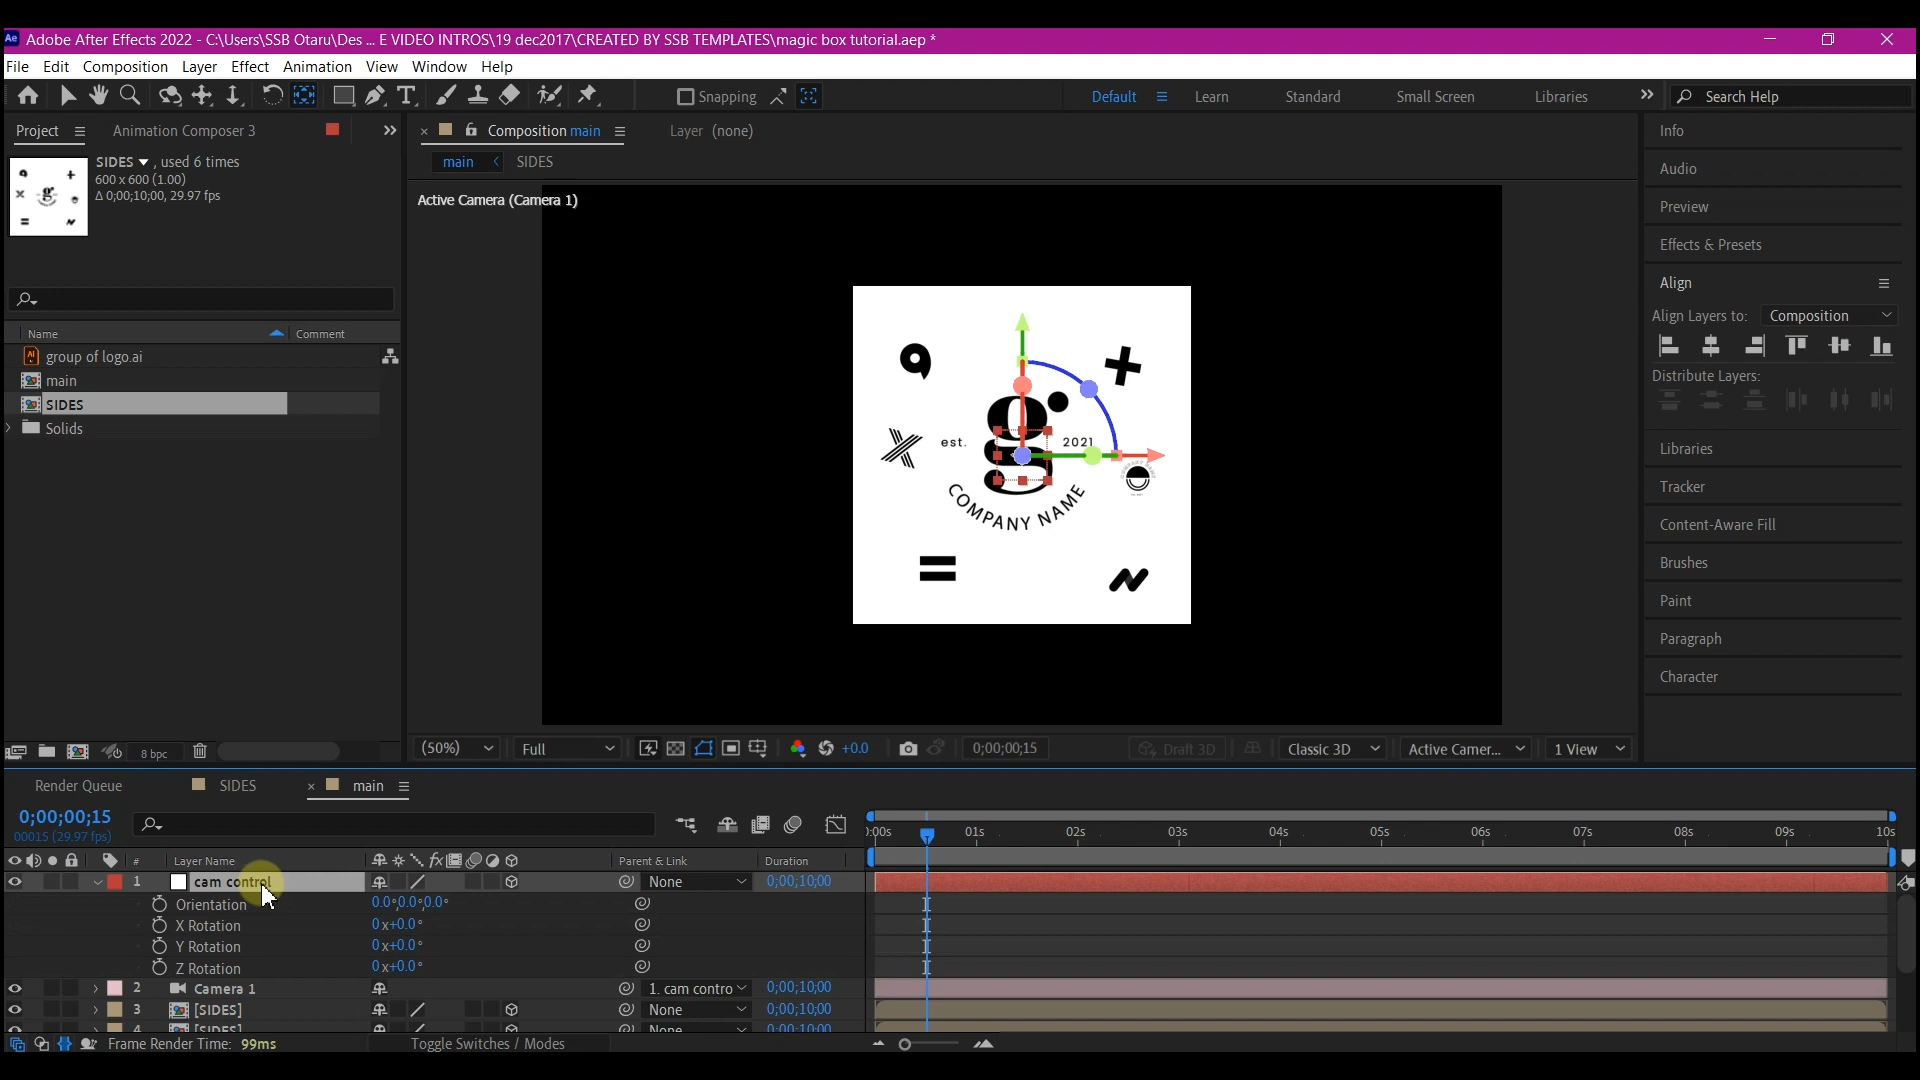 Ae Adobe After Effects 2022 - C:\Users\SSB Otaru\Des ... E VIDEO INTROS\19 dec2017\CREATED BY SSB TEMPLATES\magic box tutorial.aep *
File Edit Composition Layer Effect Animation View Window Help
Snapping Default Learn Standard Small Screen Libraries Search Help
Project Animation Composer 3 Composition main Layer (none) Info
SIDES , used 6 times main SIDES
600 x 600 (1.00)
Δ 0;00;10;00, 29.97 fps
Audio
Active Camera (Camera 1)
Preview
Effects & Presets
Align
Align Layers to: Composition
Name Comment
group of logo.ai
main
SIDES
Solids
Distribute Layers:
g
est. 2021
COMPANY NAME
Libraries
Tracker
Content-Aware Fill
Brushes
Paint
Paragraph
Character
8 bpc (50%) Full +0.0 0;00;00;15 Draft 3D Classic 3D Active Camer... 1 View
Render Queue SIDES main
0;00;00;15
00015 (29.97 fps)
):00s 01s 02s 03s 04s 05s 06s 07s 08s 09s 10s
# Layer Name Parent & Link Duration
1 cam control None 0;00;10;00
Orientation 0.0°,0.0°,0.0°
X Rotation 0x+0.0°
Y Rotation 0x+0.0°
Z Rotation 0x+0.0°
2 Camera 1 1. cam contro 0;00;10;00
3 [SIDES] None 0;00;10;00
4 [SIDES] None 0;00;10;00
Frame Render Time: 99ms Toggle Switches / Modes